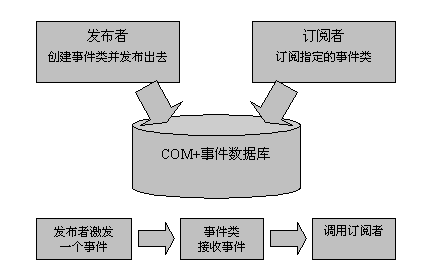 发布者
创建事件类并发布出去
订阅者
订阅指定的事件类
COM+事件数据库
发布者激发
一个事件
事件类
接收事件
调用订阅者